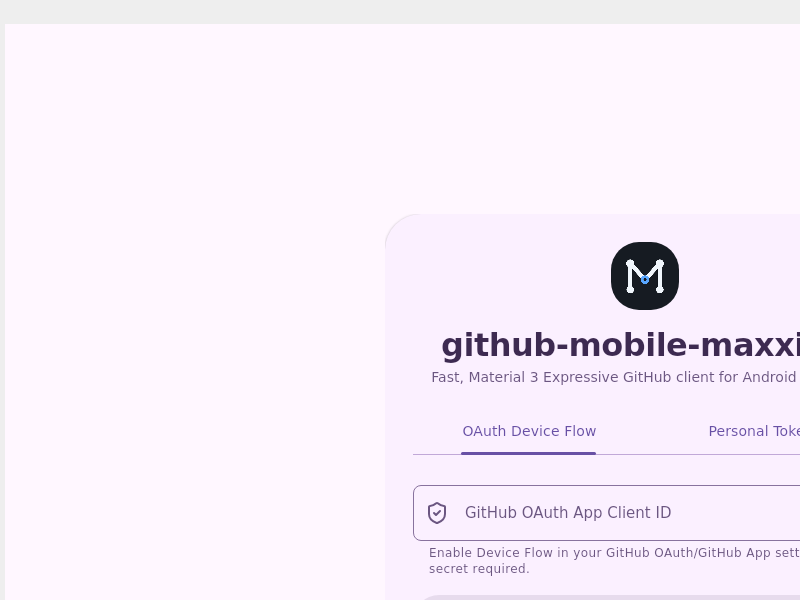 github-mobile-maxxi
Fast, Material 3 Expressive GitHub client for Android
OAuth Device Flow
Personal Toke
GitHub OAuth App Client ID
Enable Device Flow in your GitHub OAuth/GitHub App sett
secret required.